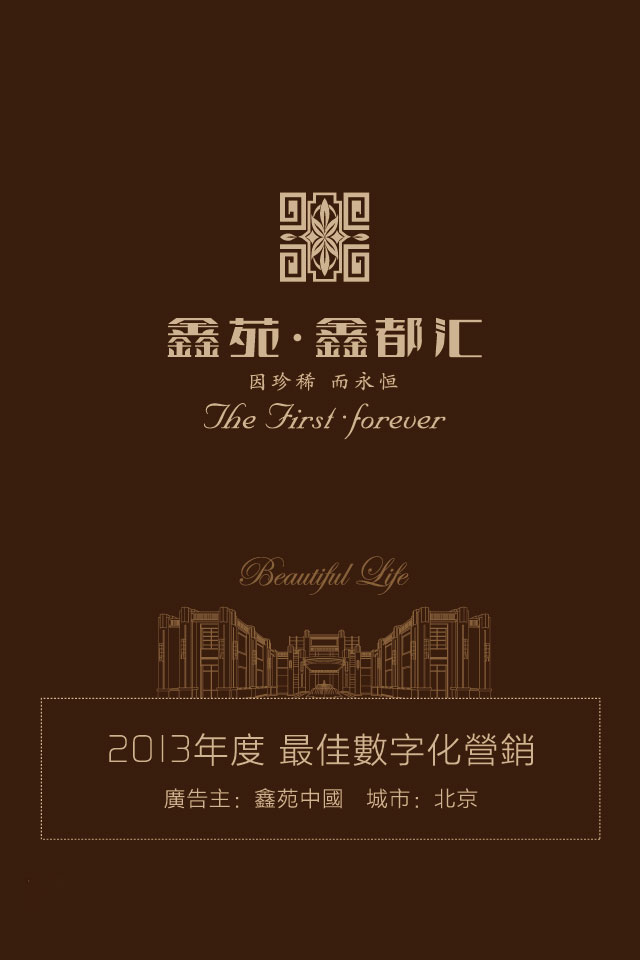 鑫苑·鑫都汇
因珍稀 而永恒
The First·forever
Beautiful Life
2013年度 最佳數字化營銷
廣告主：鑫苑中國 城市：北京